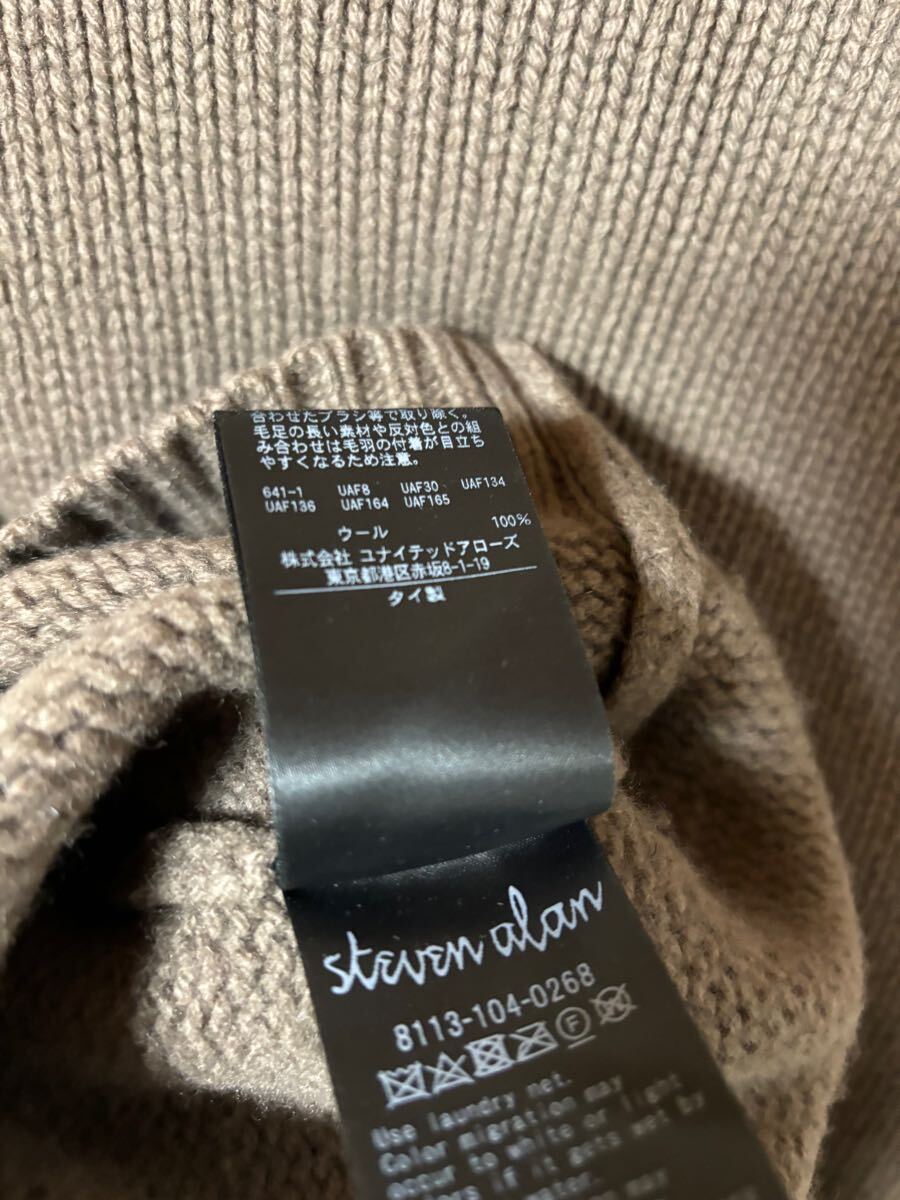 合わせたブラシ等で取り除く。
毛足の長い素材や反対色との組
み合わせは毛羽の付着が目立ち
やすくなるため注意。
641-1 UAF8 UAF30 UAF134
UAF136 UAF164 UAF165
ウール 100%
株式会社 ユナイテッドアローズ
東京都港区赤坂8-1-19
タイ製
steven alan
8113-104-0268
F
Use laundry net.
Color migration may
occur to white or light
if it gets set by